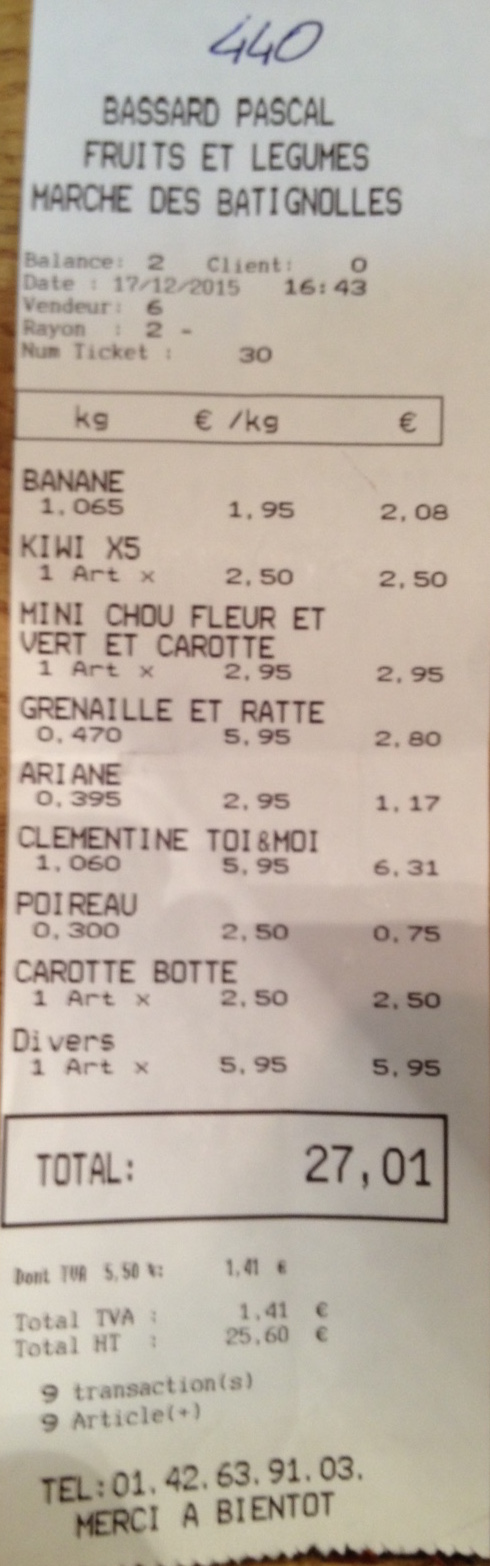 440
BASSARD PASCAL
FRUITS ET LEGUMES
MARCHE DES BATIGNOLLES
Balance: 2 Client: 0
Date : 17/12/2015 16:43
Vendeur: 6
Rayon : 2 -
Num Ticket : 30
kg € /kg €
BANANE
1,065 1,95 2,08
KIWI X5
1 Art x 2,50 2,50
MINI CHOU FLEUR ET
VERT ET CAROTTE
1 Art x 2,95 2,95
GRENAILLE ET RATTE
0,470 5,95 2,80
ARIANE
0,395 2,95 1,17
CLEMENTINE TOI&MOI
1,060 5,95 6,31
POIREAU
0,300 2,50 0,75
CAROTTE BOTTE
1 Art x 2,50 2,50
Divers
1 Art x 5,95 5,95
TOTAL: 27,01
Dont TVA 5,50 %: 1,41 €
Total TVA : 1,41 €
Total HT : 25,60 €
9 transaction(s)
9 Article(+)
TEL:01.42.63.91.03.
MERCI A BIENTOT